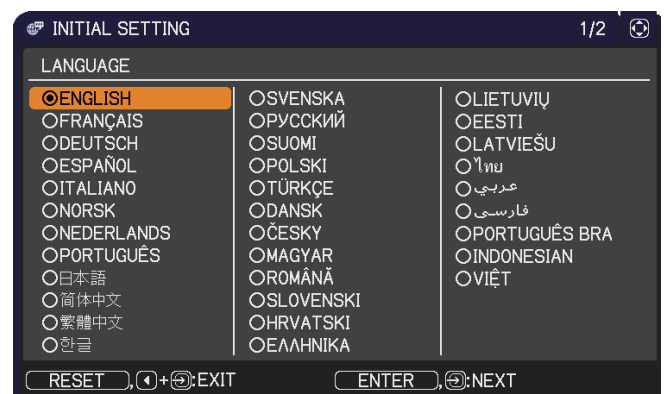 INITIAL SETTING 1/2
LANGUAGE
ENGLISH
FRANÇAIS
DEUTSCH
ESPAÑOL
ITALIANO
NORSK
NEDERLANDS
PORTUGUÊS
日本語
简体中文
繁體中文
한글
SVENSKA
РУССКИЙ
SUOMI
POLSKI
TÜRKÇE
DANSK
ČESKY
MAGYAR
ROMÂNĂ
SLOVENSKI
HRVATSKI
ΕΛΛΗΝΙΚΑ
LIETUVIŲ
EESTI
LATVIEŠU
ไทย
عربي
فارسی
PORTUGUÊS BRA
INDONESIAN
VIỆT
RESET ,+:EXIT ENTER ,:NEXT